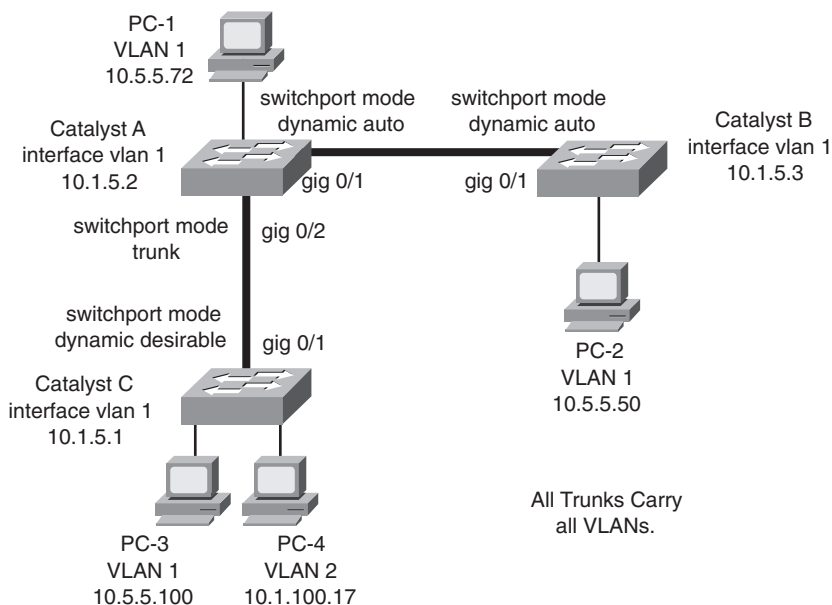 PC-1
VLAN 1
10.5.5.72
Catalyst A
interface vlan 1
10.1.5.2
switchport mode
dynamic auto
gig 0/1
switchport mode
dynamic auto
gig 0/1
Catalyst B
interface vlan 1
10.1.5.3
switchport mode
trunk
gig 0/2
switchport mode
dynamic desirable
gig 0/1
PC-2
VLAN 1
10.5.5.50
Catalyst C
interface vlan 1
10.1.5.1
PC-3
VLAN 1
10.5.5.100
PC-4
VLAN 2
10.1.100.17
All Trunks Carry
all VLANs.